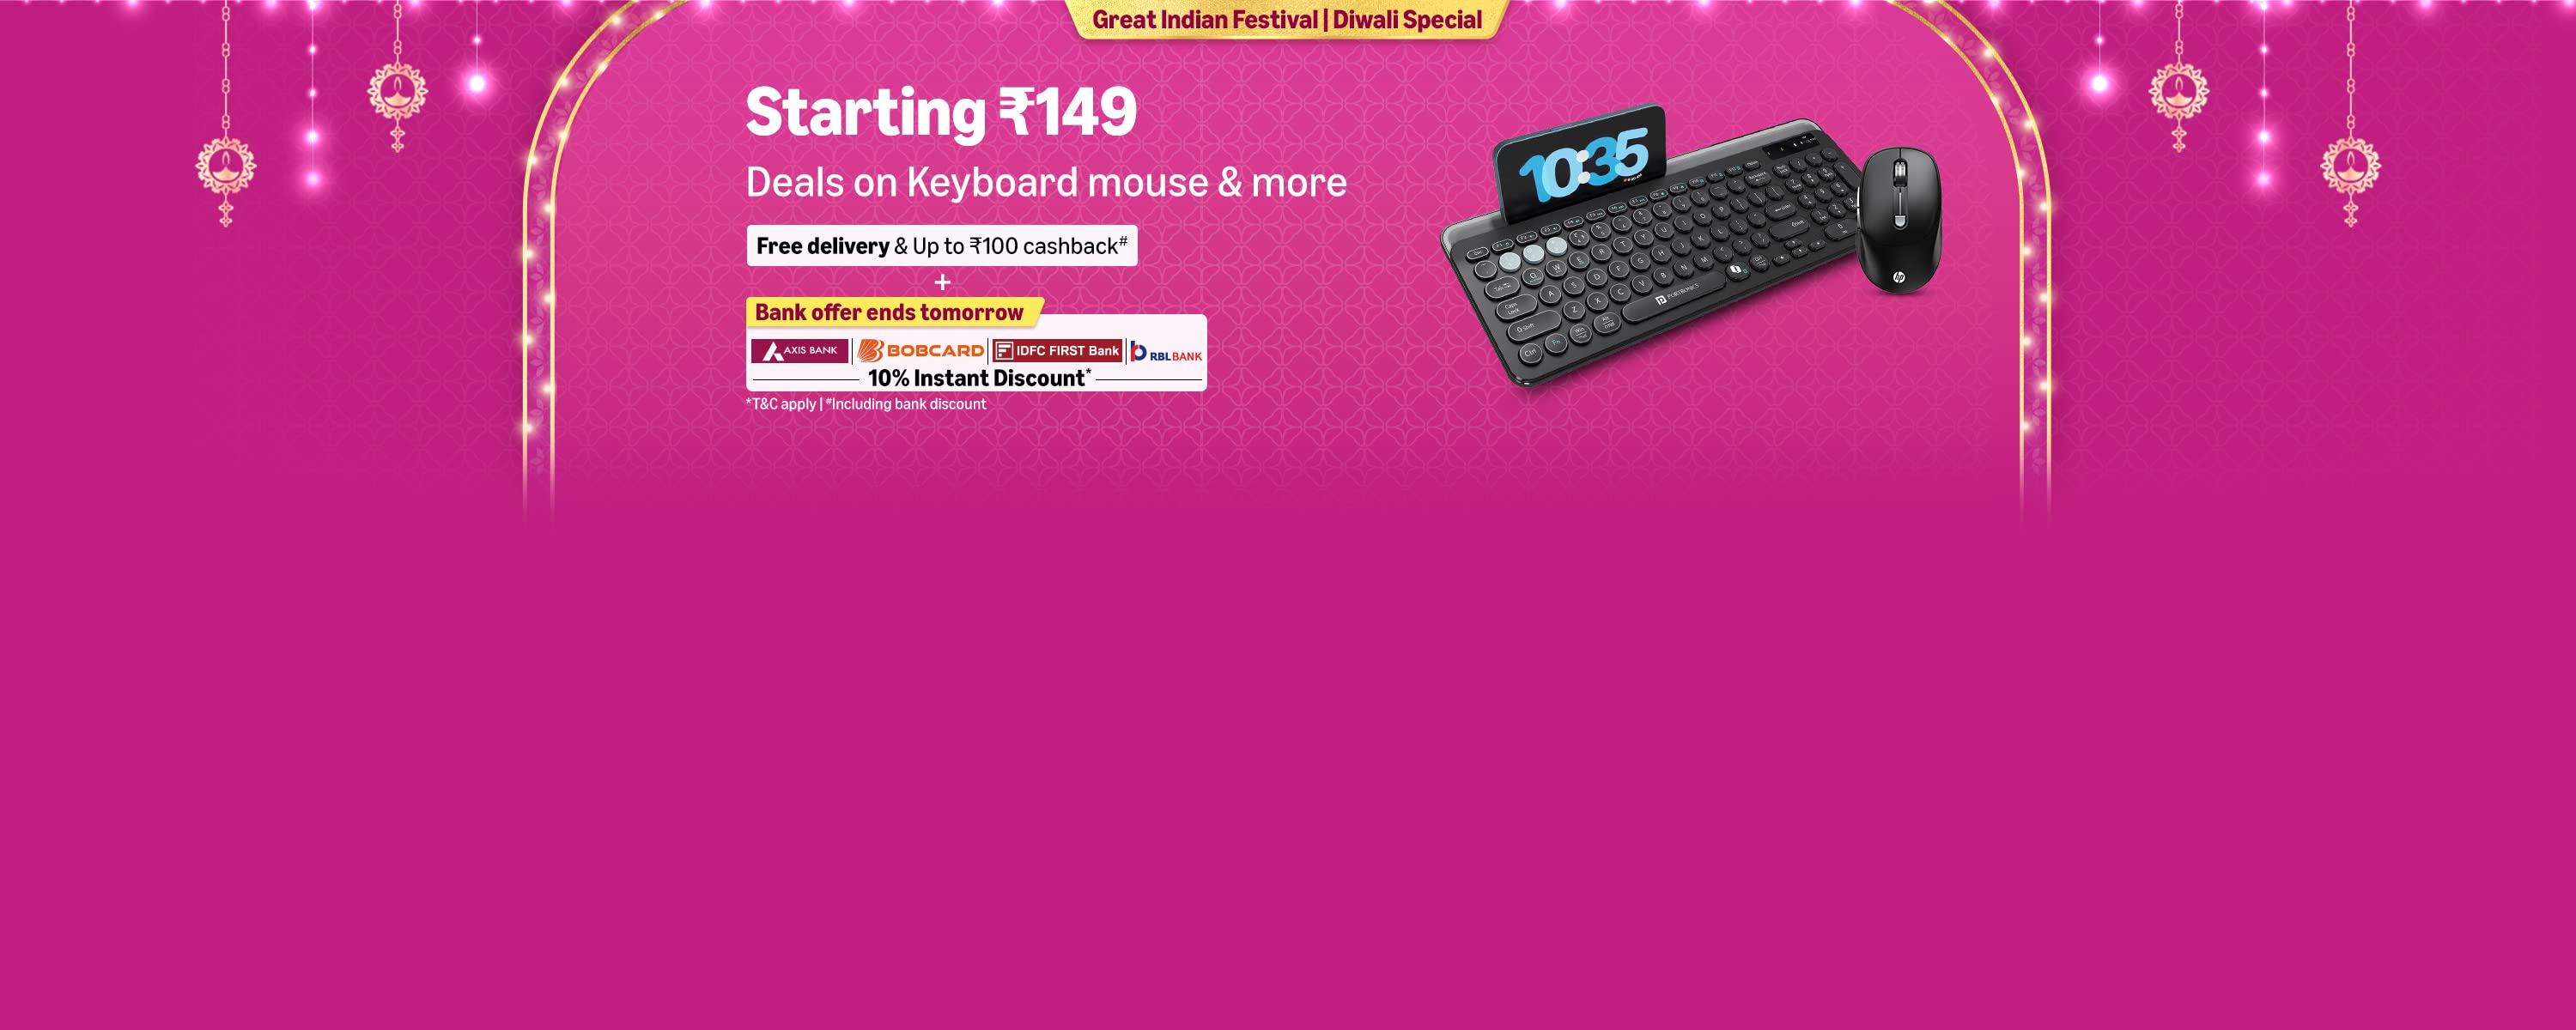 Great Indian Festival | Diwali Special
Starting ₹149
Deals on Keyboard mouse & more
Free delivery & Up to ₹100 cashback#
+
Bank offer ends tomorrow
AXIS BANK | BOBCARD | IDFC FIRST Bank | RBL BANK
10% Instant Discount*
*T&C apply | #Including bank discount
10:35
PORTRONICS
hp